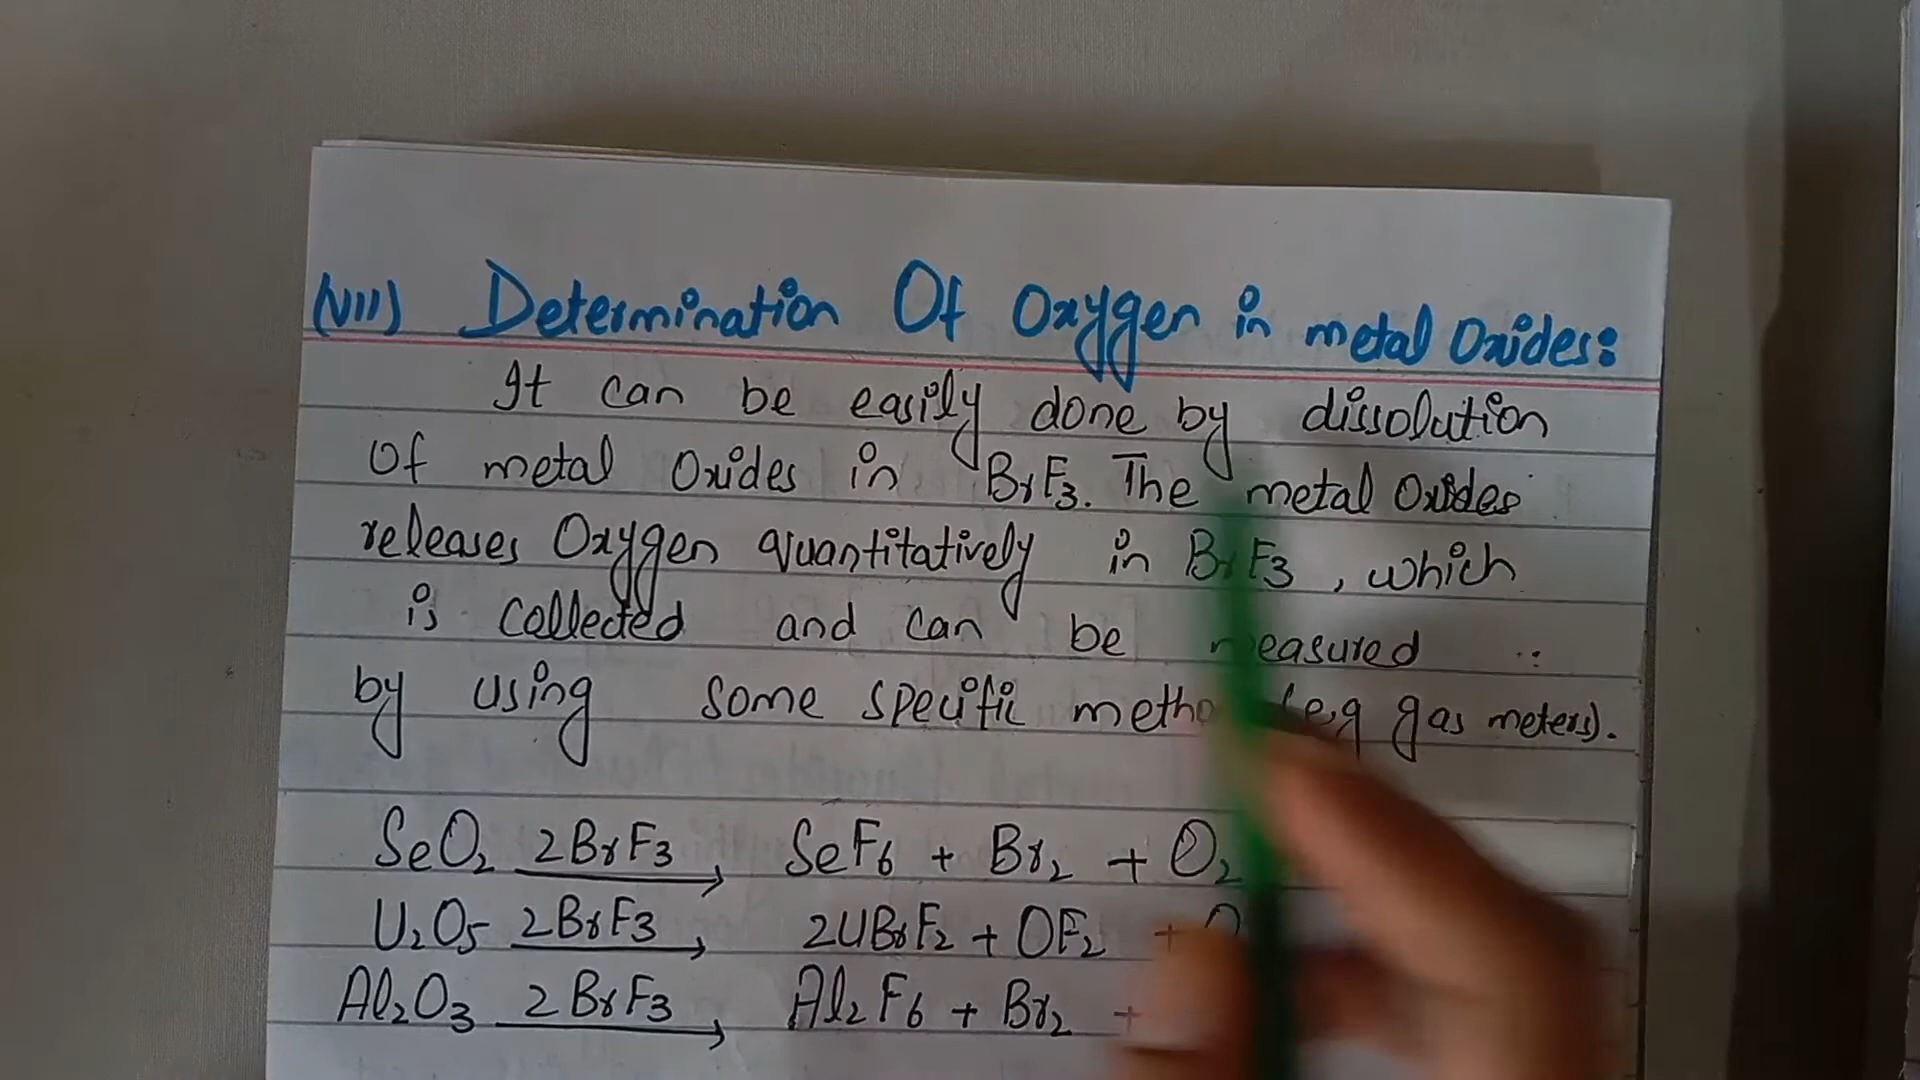 (VII) Determination Of Oxygen in metal Oxides:
It can be easily done by dissolution
Of metal Oxides in BrF3. The metal Oxides
releases Oxygen quantitatively in BrF3, which
is collected and can be measured
by using some specific (e.g gas meters).
SeO2 2BrF3 → SeF6 + Br2 + O2
U2O5 2BrF3 → 2UBrF2 + OF2 +
Al2O3 2BrF3 → Al2F6 + Br2 +